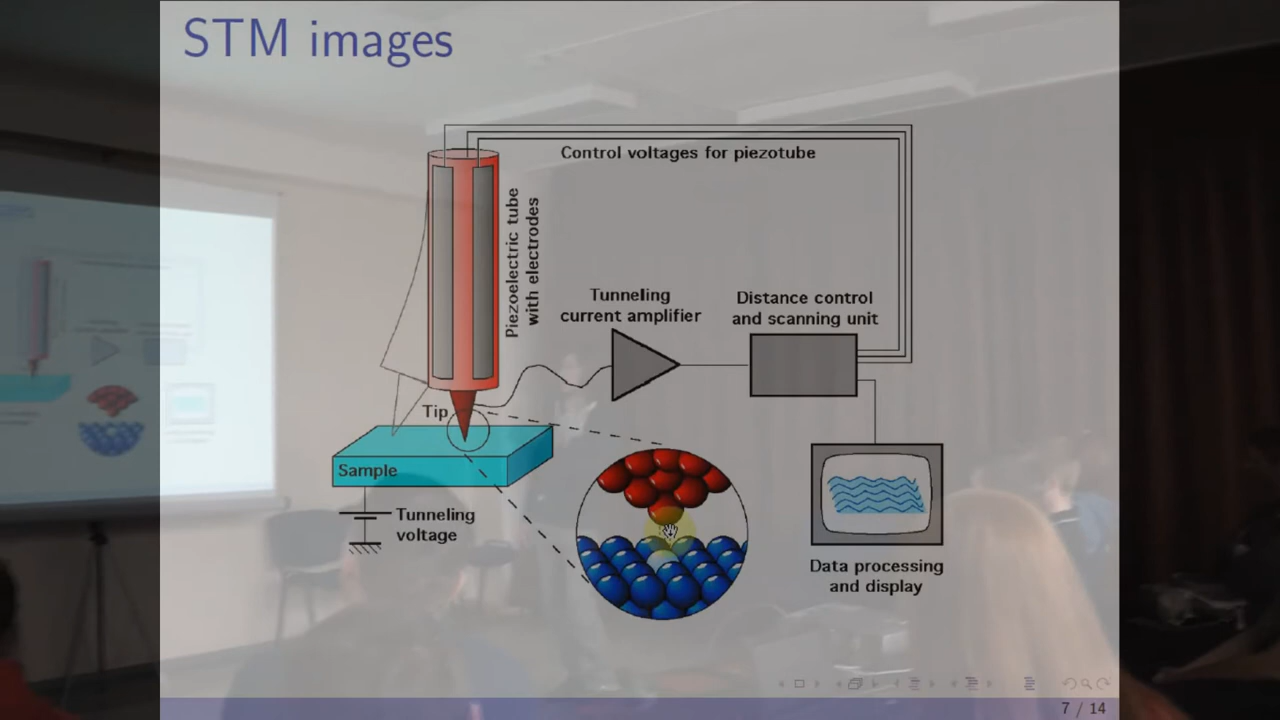 STM images
Control voltages for piezotube
Piezoelectric tube
with electrodes
Tunneling
current amplifier
Distance control
and scanning unit
Tip
Sample
Tunneling
voltage
Data processing
and display
7 / 14